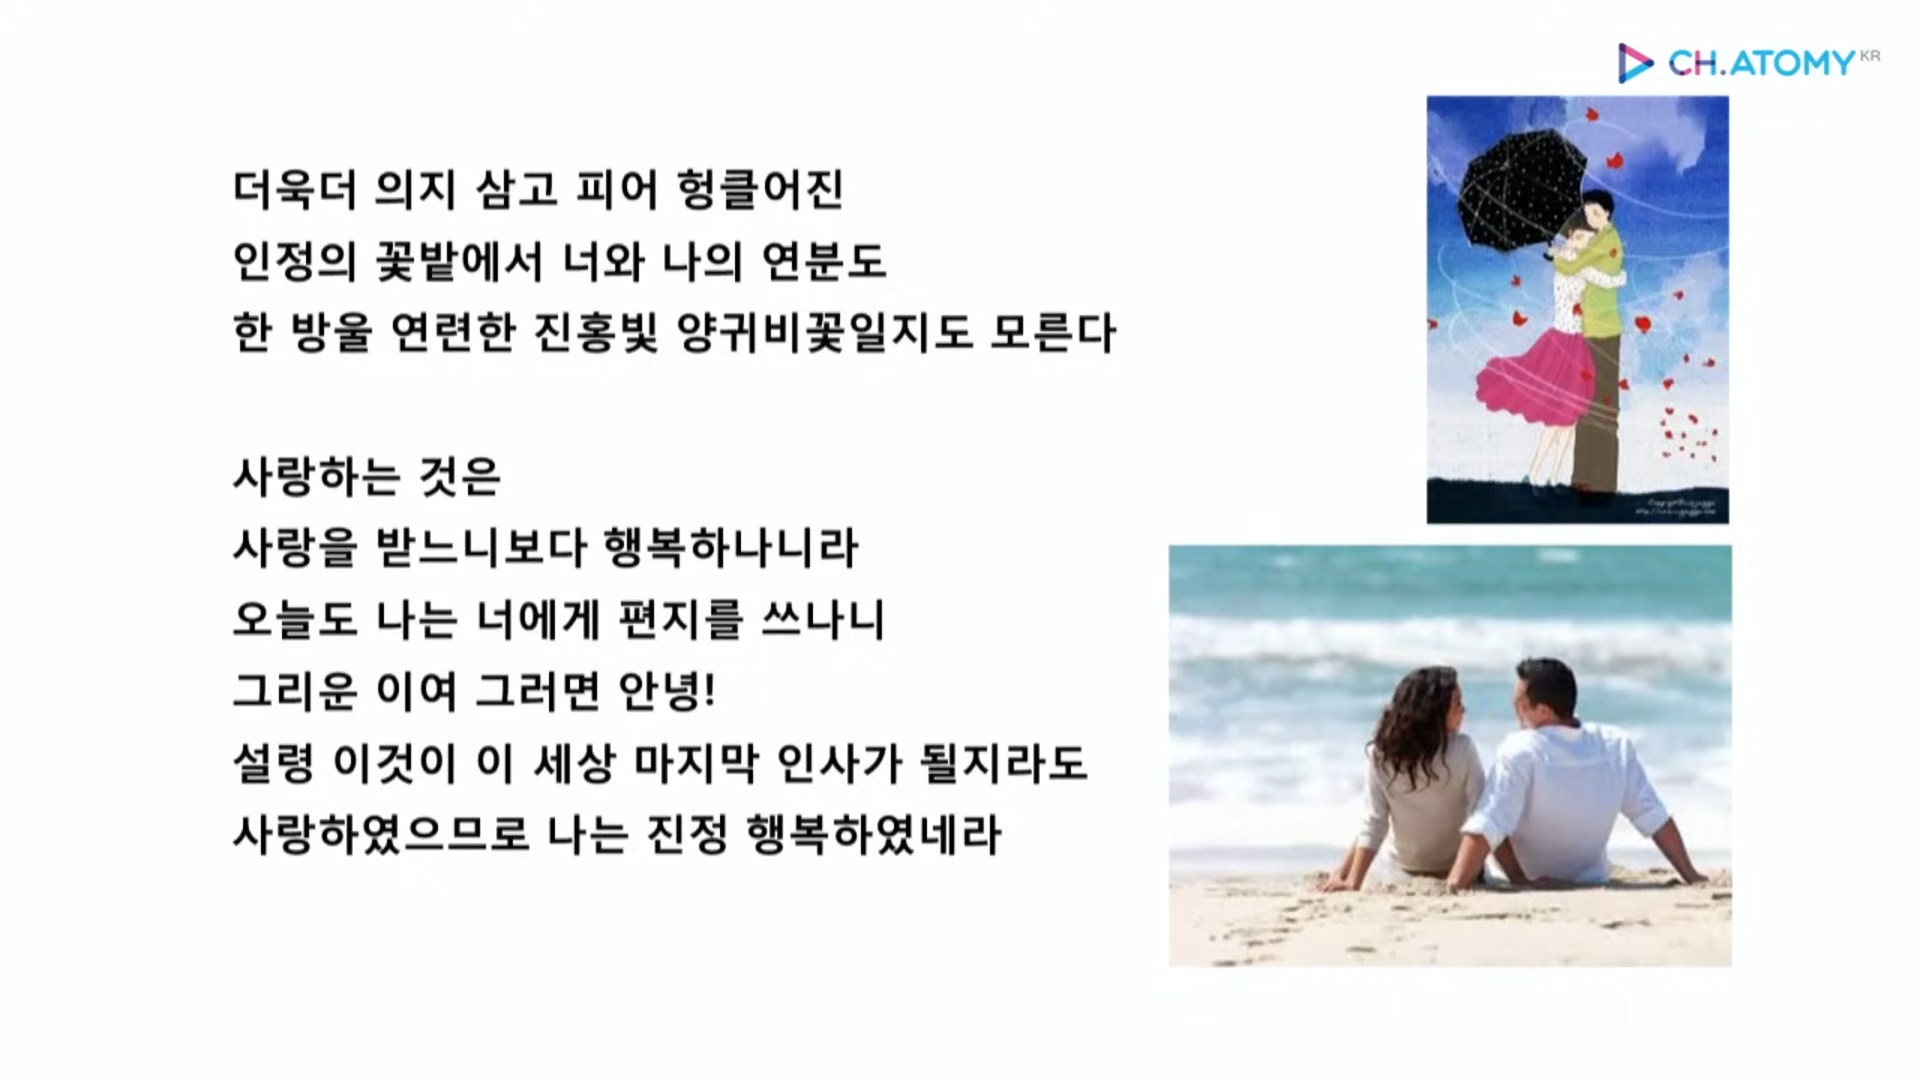 CH.ATOMY KR
더욱더 의지 삼고 피어 헝클어진
인정의 꽃밭에서 너와 나의 연분도
한 방울 연련한 진홍빛 양귀비꽃일지도 모른다
사랑하는 것은
사랑을 받느니보다 행복하나니라
오늘도 나는 너에게 편지를 쓰나니
그리운 이여 그러면 안녕!
설령 이것이 이 세상 마지막 인사가 될지라도
사랑하였으므로 나는 진정 행복하였네라